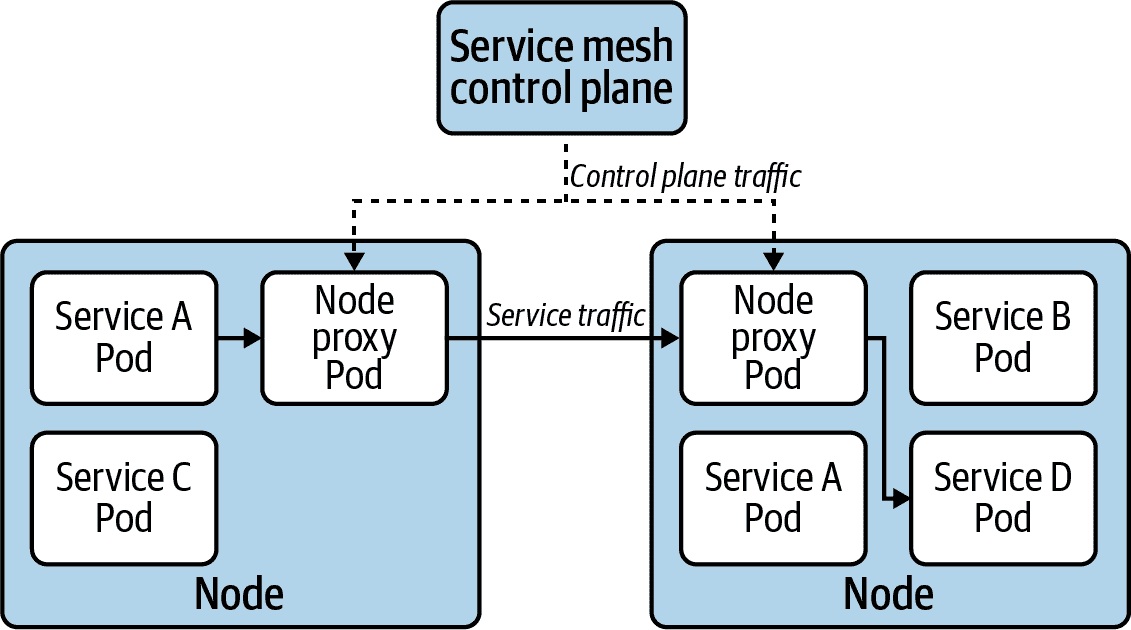 Service mesh
control plane
Control plane traffic
Service A
Pod
Node
proxy
Pod
Service traffic
Node
proxy
Pod
Service B
Pod
Service C
Pod
Service A
Pod
Service D
Pod
Node
Node